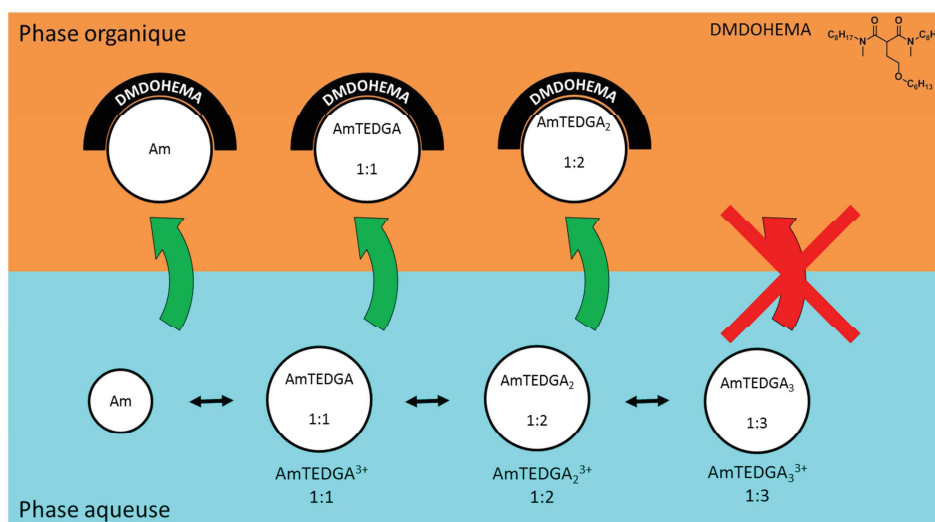 Phase organique
DMDOHEMA
O O
C₈H₁₇ N N C₈H
O C₆H₁₃
DMDOHEMA
DMDOHEMA
DMDOHEMA
Am
AmTEDGA
1:1
AmTEDGA₂
1:2
Am
AmTEDGA
1:1
AmTEDGA₂
1:2
AmTEDGA₃
1:3
AmTEDGA³⁺
1:1
AmTEDGA₂³⁺
1:2
AmTEDGA₃³⁺
1:3
Phase aqueuse